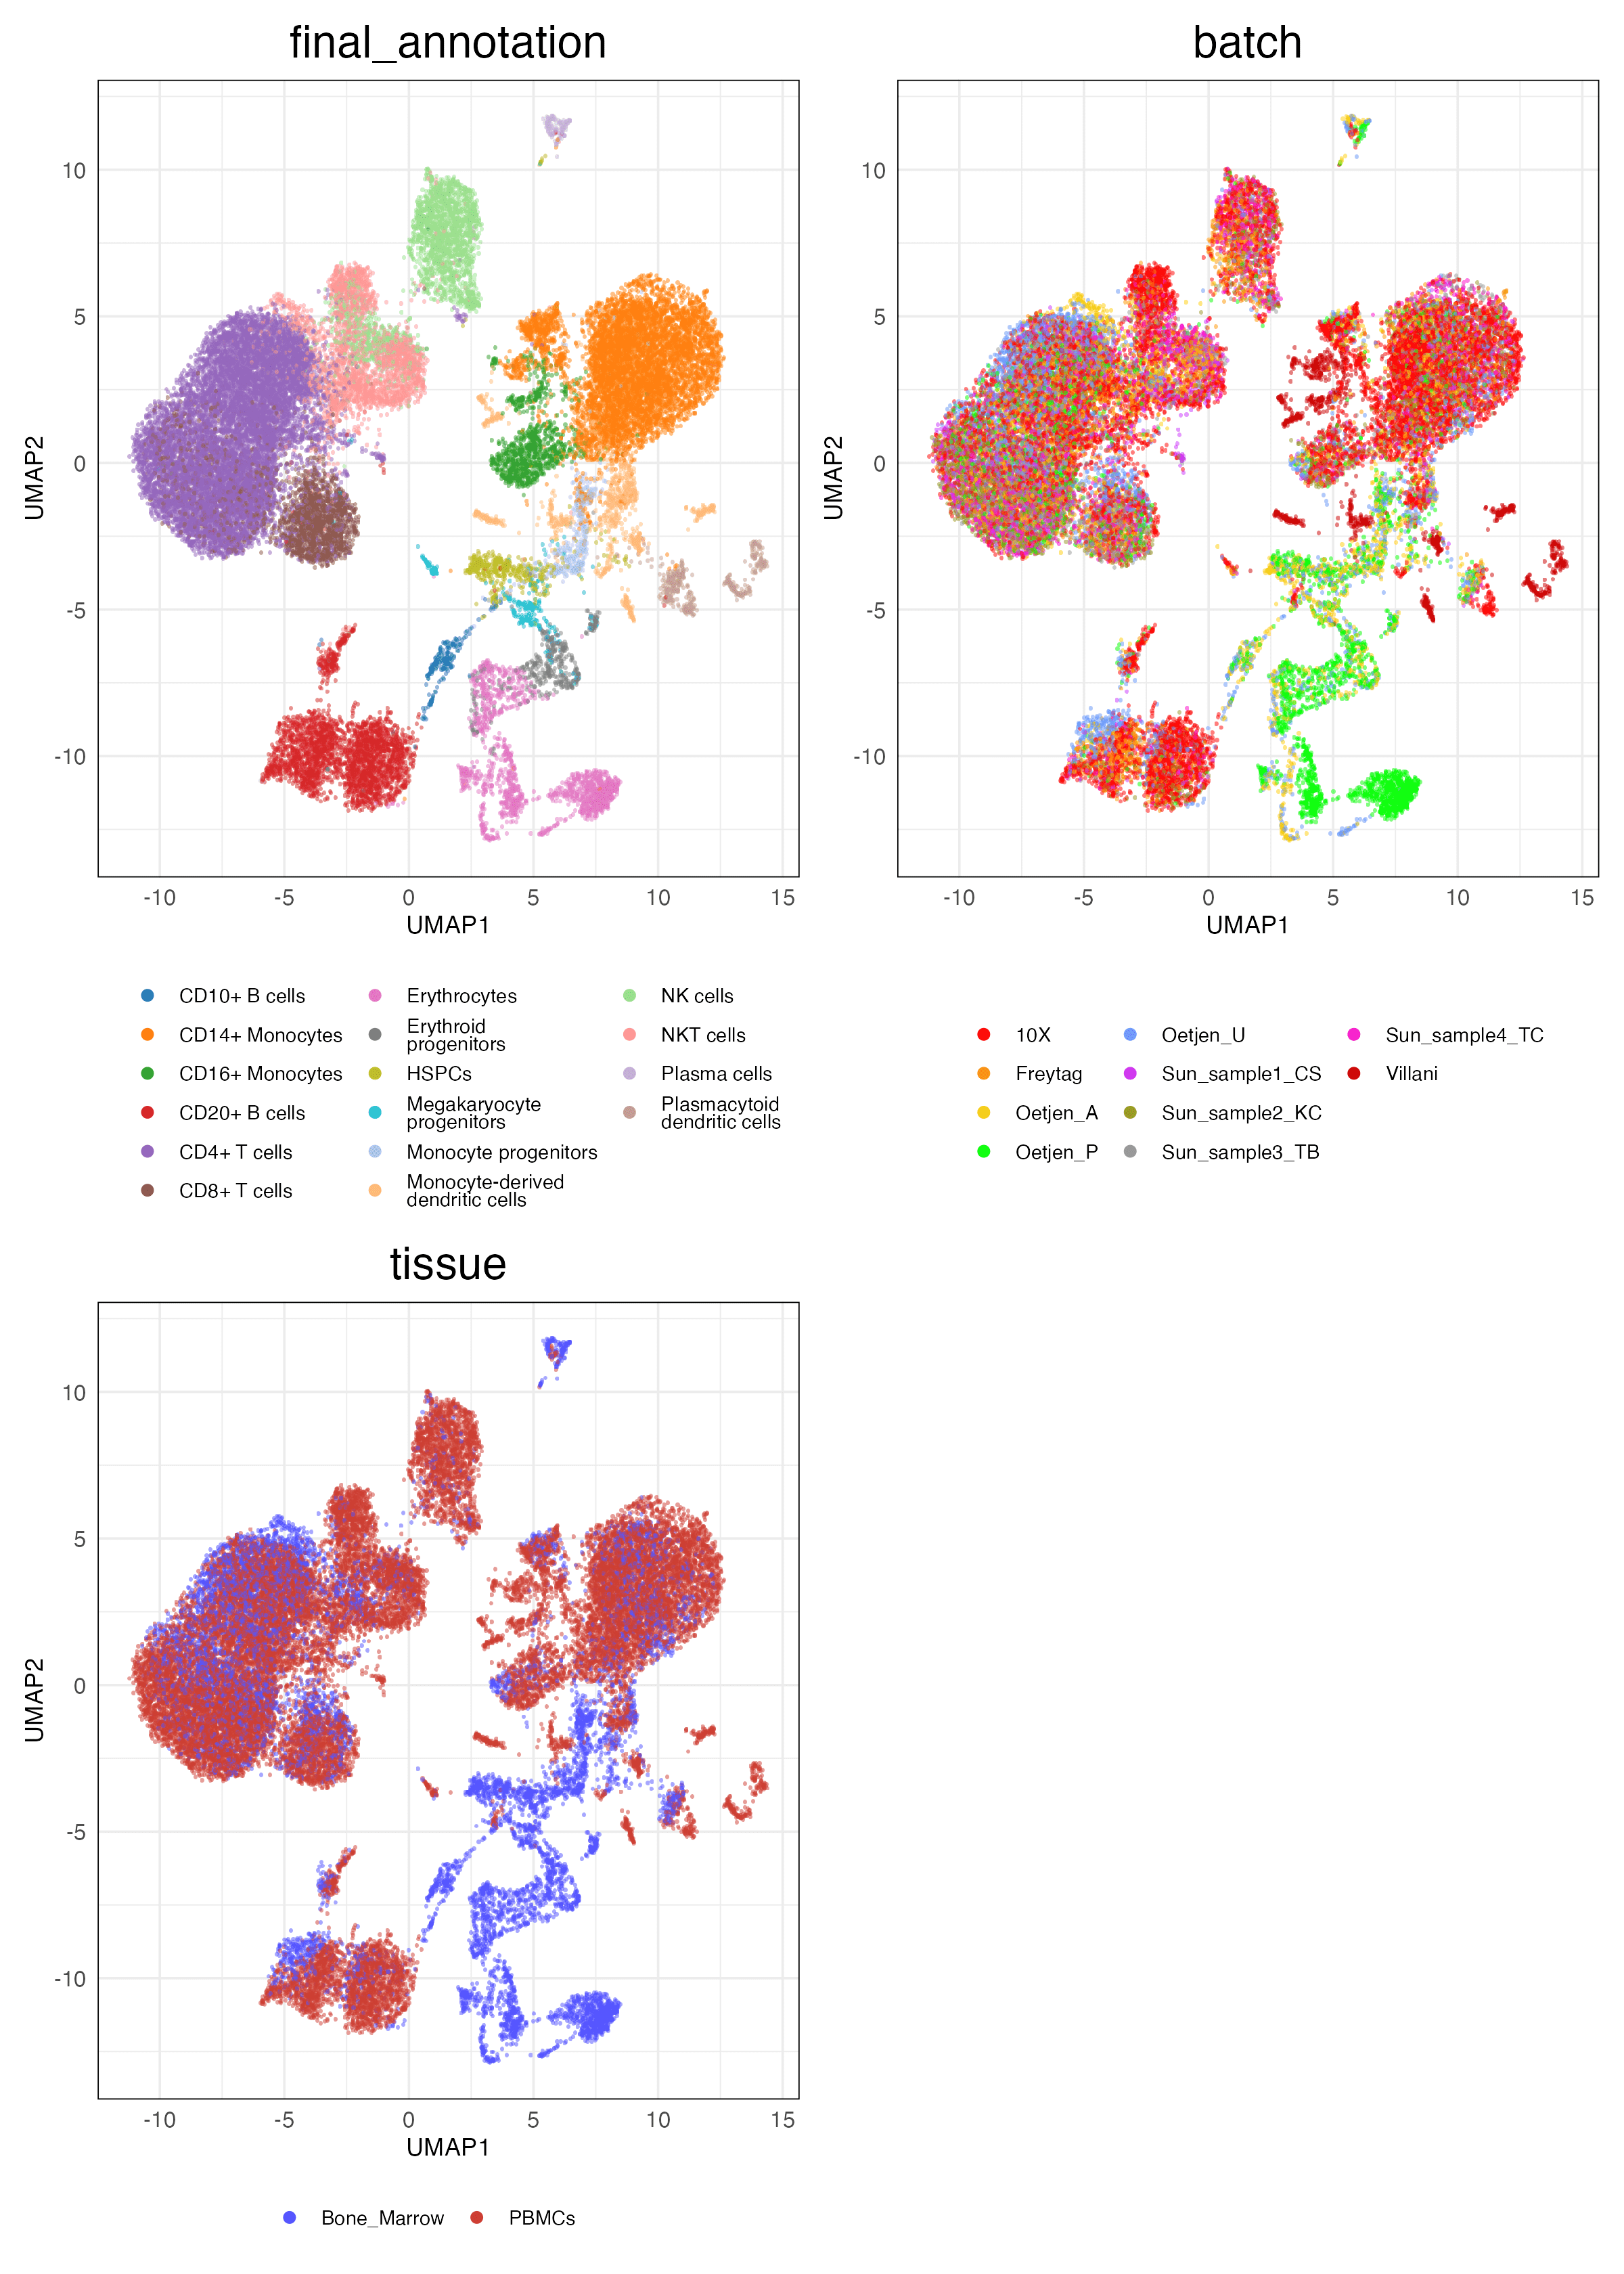 final_annotation
10
5
0
-5
-10
UMAP2
-10
-5
0
5
10
15
UMAP1
CD10+ B cells
CD14+ Monocytes
CD16+ Monocytes
CD20+ B cells
CD4+ T cells
CD8+ T cells
Erythrocytes
Erythroid
progenitors
HSPCs
Megakaryocyte
progenitors
Monocyte progenitors
Monocyte-derived
dendritic cells
NK cells
NKT cells
Plasma cells
Plasmacytoid
dendritic cells
batch
10
5
0
-5
-10
UMAP2
-10
-5
0
5
10
15
UMAP1
10X
Freytag
Oetjen_A
Oetjen_P
Oetjen_U
Sun_sample1_CS
Sun_sample2_KC
Sun_sample3_TB
Sun_sample4_TC
Villani
tissue
10
5
0
-5
-10
UMAP2
-10
-5
0
5
10
15
UMAP1
Bone_Marrow
PBMCs